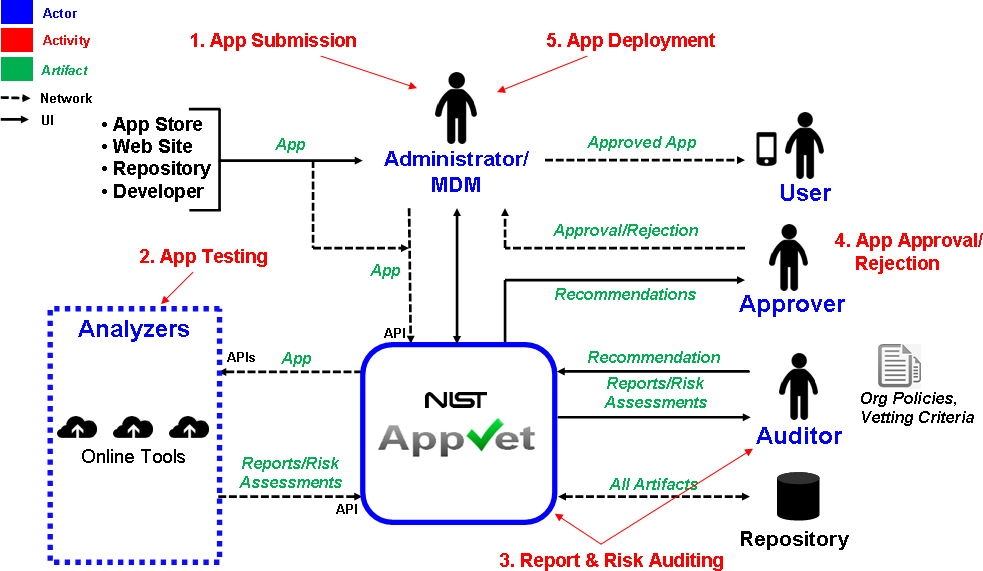 Actor
Activity
Artifact
Network
UI
1. App Submission
5. App Deployment
• App Store
• Web Site
• Repository
• Developer
App
Administrator/
MDM
Approved App
User
Approval/Rejection
4. App Approval/
Rejection
App
Recommendations
Approver
2. App Testing
Analyzers
API
APIs
App
Online Tools
Reports/Risk
Assessments
API
NIST
AppVet
Recommendation
Reports/Risk
Assessments
Auditor
Org Policies,
Vetting Criteria
All Artifacts
Repository
3. Report & Risk Auditing